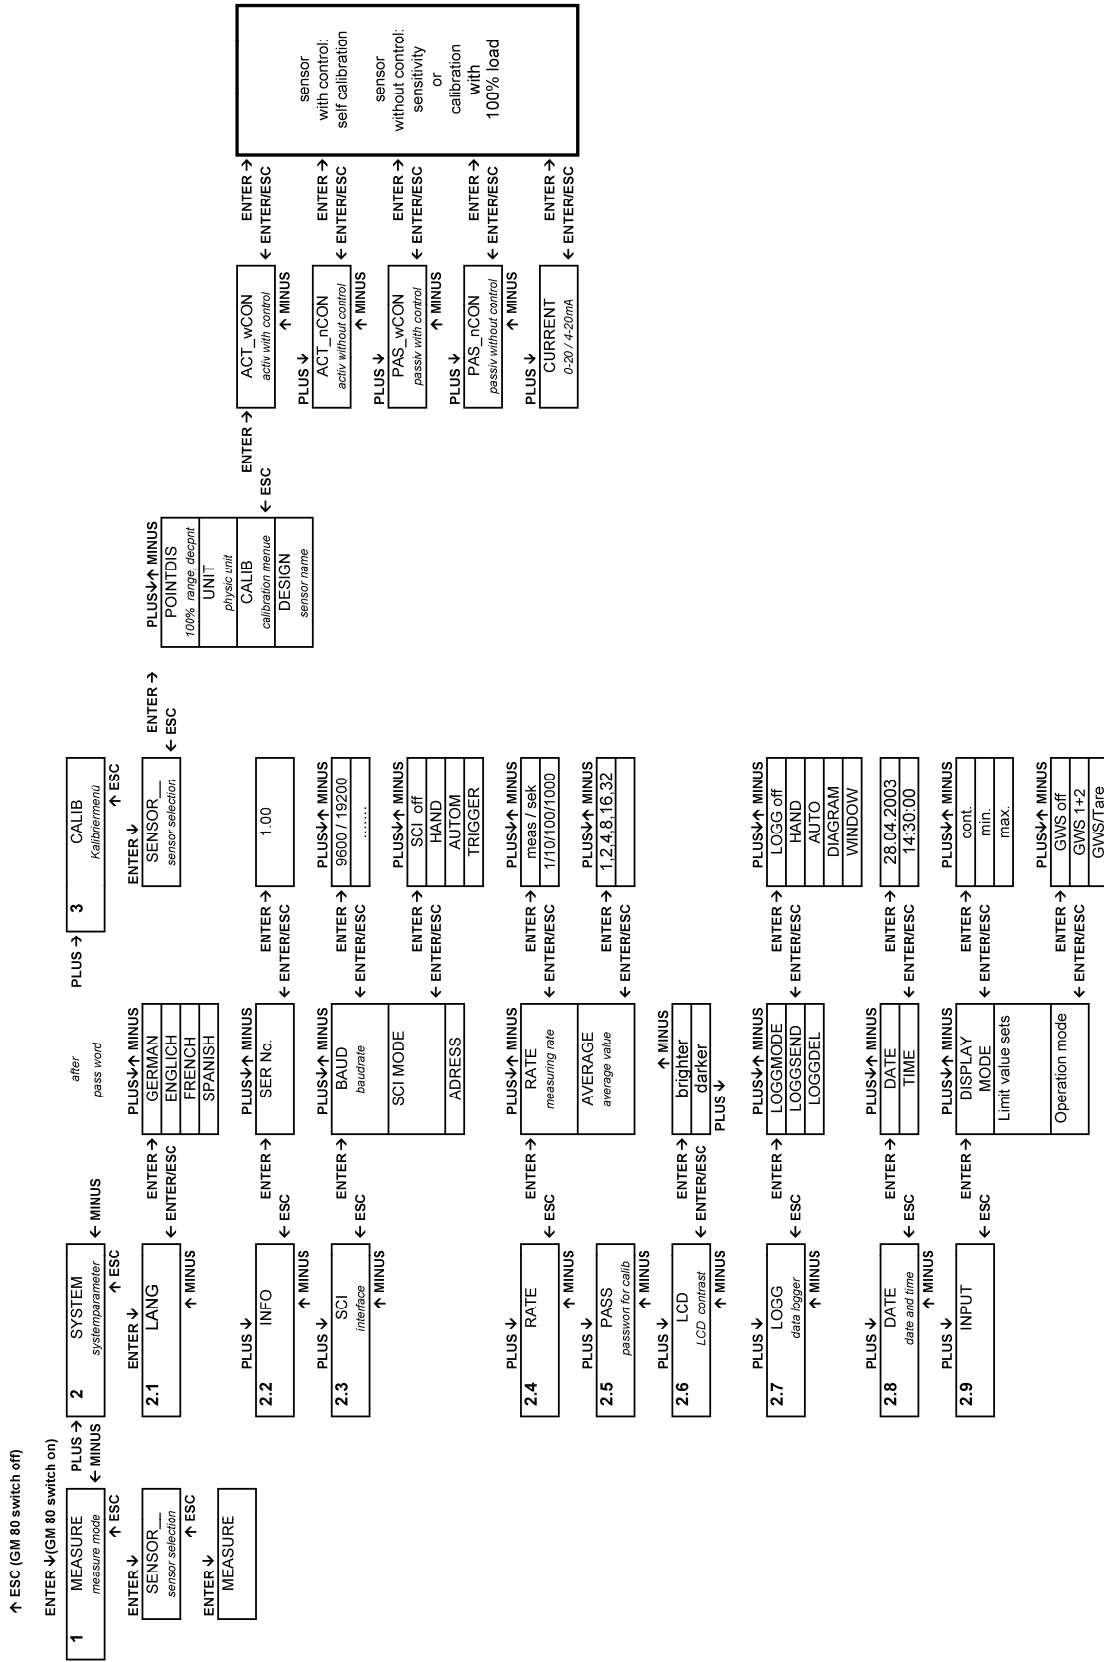 ↑ ESC (GM 80 switch off)
ENTER ↓(GM 80 switch on)
1 MEASURE
measure mode
PLUS →
← MINUS
↑ ESC
ENTER ↓
SENSOR__
sensor selection
↑ ESC
ENTER ↓
MEASURE
2 SYSTEM
systemparameter
← MINUS
↑ ESC
ENTER ↓
2.1 LANG
↑ MINUS
ENTER →
← ENTER/ESC
PLUS↓↑ MINUS
GERMAN
ENGLICH
FRENCH
SPANISH
PLUS ↓
2.2 INFO
↑ MINUS
ENTER →
← ESC
PLUS↓↑ MINUS
SER No.
ENTER →
← ENTER/ESC
1.00
PLUS ↓
2.3 SCI
interface
↑ MINUS
ENTER →
← ESC
PLUS↓↑ MINUS
BAUD
baudrate
SCI MODE
ADRESS
ENTER →
← ENTER/ESC
PLUS↓↑ MINUS
9600 / 19200
........
ENTER →
← ENTER/ESC
PLUS↓↑ MINUS
SCI off
HAND
AUTOM
TRIGGER
PLUS ↓
2.4 RATE
↑ MINUS
ENTER →
← ESC
PLUS↓↑ MINUS
RATE
measuring rate
AVERAGE
average value
ENTER →
← ENTER/ESC
PLUS↓↑ MINUS
meas / sek
1/10/100/1000
ENTER →
← ENTER/ESC
PLUS↓↑ MINUS
1,2,4,8,16,32
PLUS ↓
2.5 PASS
passwort for calib
↑ MINUS
PLUS ↓
2.6 LCD
LCD contrast
↑ MINUS
ENTER →
← ENTER/ESC
↑ MINUS
brighter
darker
PLUS ↓
PLUS ↓
2.7 LOGG
data logger
↑ MINUS
ENTER →
← ESC
PLUS↓↑ MINUS
LOGGMODE
LOGGSEND
LOGGDEL
ENTER →
← ENTER/ESC
PLUS↓↑ MINUS
LOGG off
HAND
AUTO
DIAGRAM
WINDOW
PLUS ↓
2.8 DATE
date and time
↑ MINUS
ENTER →
← ESC
PLUS↓↑ MINUS
DATE
TIME
ENTER →
← ENTER/ESC
PLUS↓↑ MINUS
28.04.2003
14:30:00
PLUS ↓
2.9 INPUT
ENTER →
← ESC
PLUS↓↑ MINUS
DISPLAY
MODE
Limit value sets
Operation mode
ENTER →
← ENTER/ESC
PLUS↓↑ MINUS
cont.
min.
max.
ENTER →
← ENTER/ESC
PLUS↓↑ MINUS
GWS off
GWS 1+2
GWS/Tare
after
pass word
PLUS →
3 CALIB
Kalibriermenü
↑ ESC
ENTER ↓
SENSOR__
sensor selection
ENTER →
← ESC
PLUS↓↑ MINUS
POINTDIS
100% range, decpnt
UNIT
physic unit
CALIB
calibration menue
DESIGN
sensor name
ENTER →
← ESC
ACT_wCON
activ with control
↑ MINUS
ENTER →
← ENTER/ESC
PLUS ↓
ACT_nCON
activ without control
↑ MINUS
ENTER →
← ENTER/ESC
PLUS ↓
PAS_wCON
passiv with control
↑ MINUS
ENTER →
← ENTER/ESC
PLUS ↓
PAS_nCON
passiv without control
↑ MINUS
ENTER →
← ENTER/ESC
PLUS ↓
CURRENT
0-20 / 4-20mA
ENTER →
← ENTER/ESC
sensor
with control:
self calibration
sensor
without control:
sensitivity
or
calibration
with
100% load